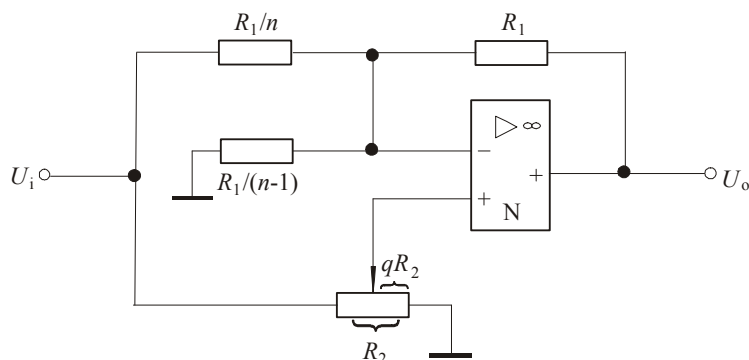 R₁/n
R₁
▷ ∞
−
R₁/(n-1)
Uᵢ
+
Uₒ
+
N
qR₂
R₂